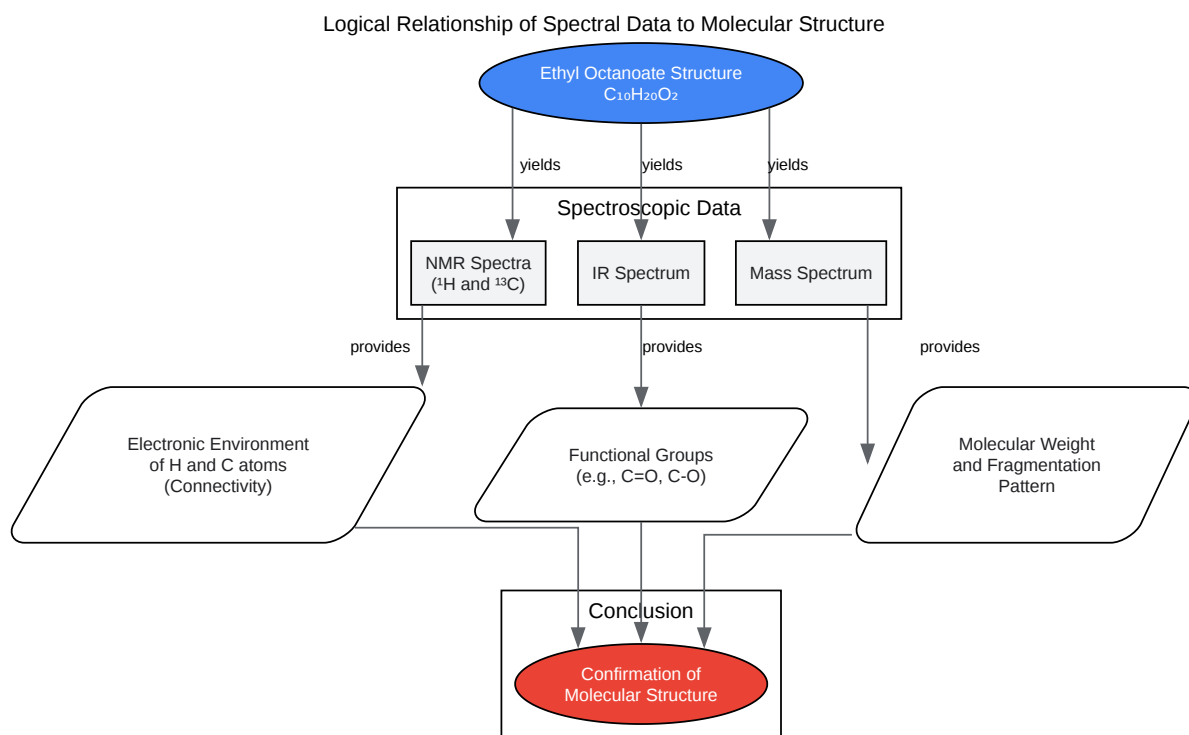 Logical Relationship of Spectral Data to Molecular Structure
Ethyl Octanoate Structure
C₁₀H₂₀O₂
yields
yields
yields
Spectroscopic Data
NMR Spectra
(¹H and ¹³C)
IR Spectrum
Mass Spectrum
provides
provides
provides
Electronic Environment
of H and C atoms
(Connectivity)
Functional Groups
(e.g., C=O, C-O)
Molecular Weight
and Fragmentation
Pattern
Conclusion
Confirmation of
Molecular Structure